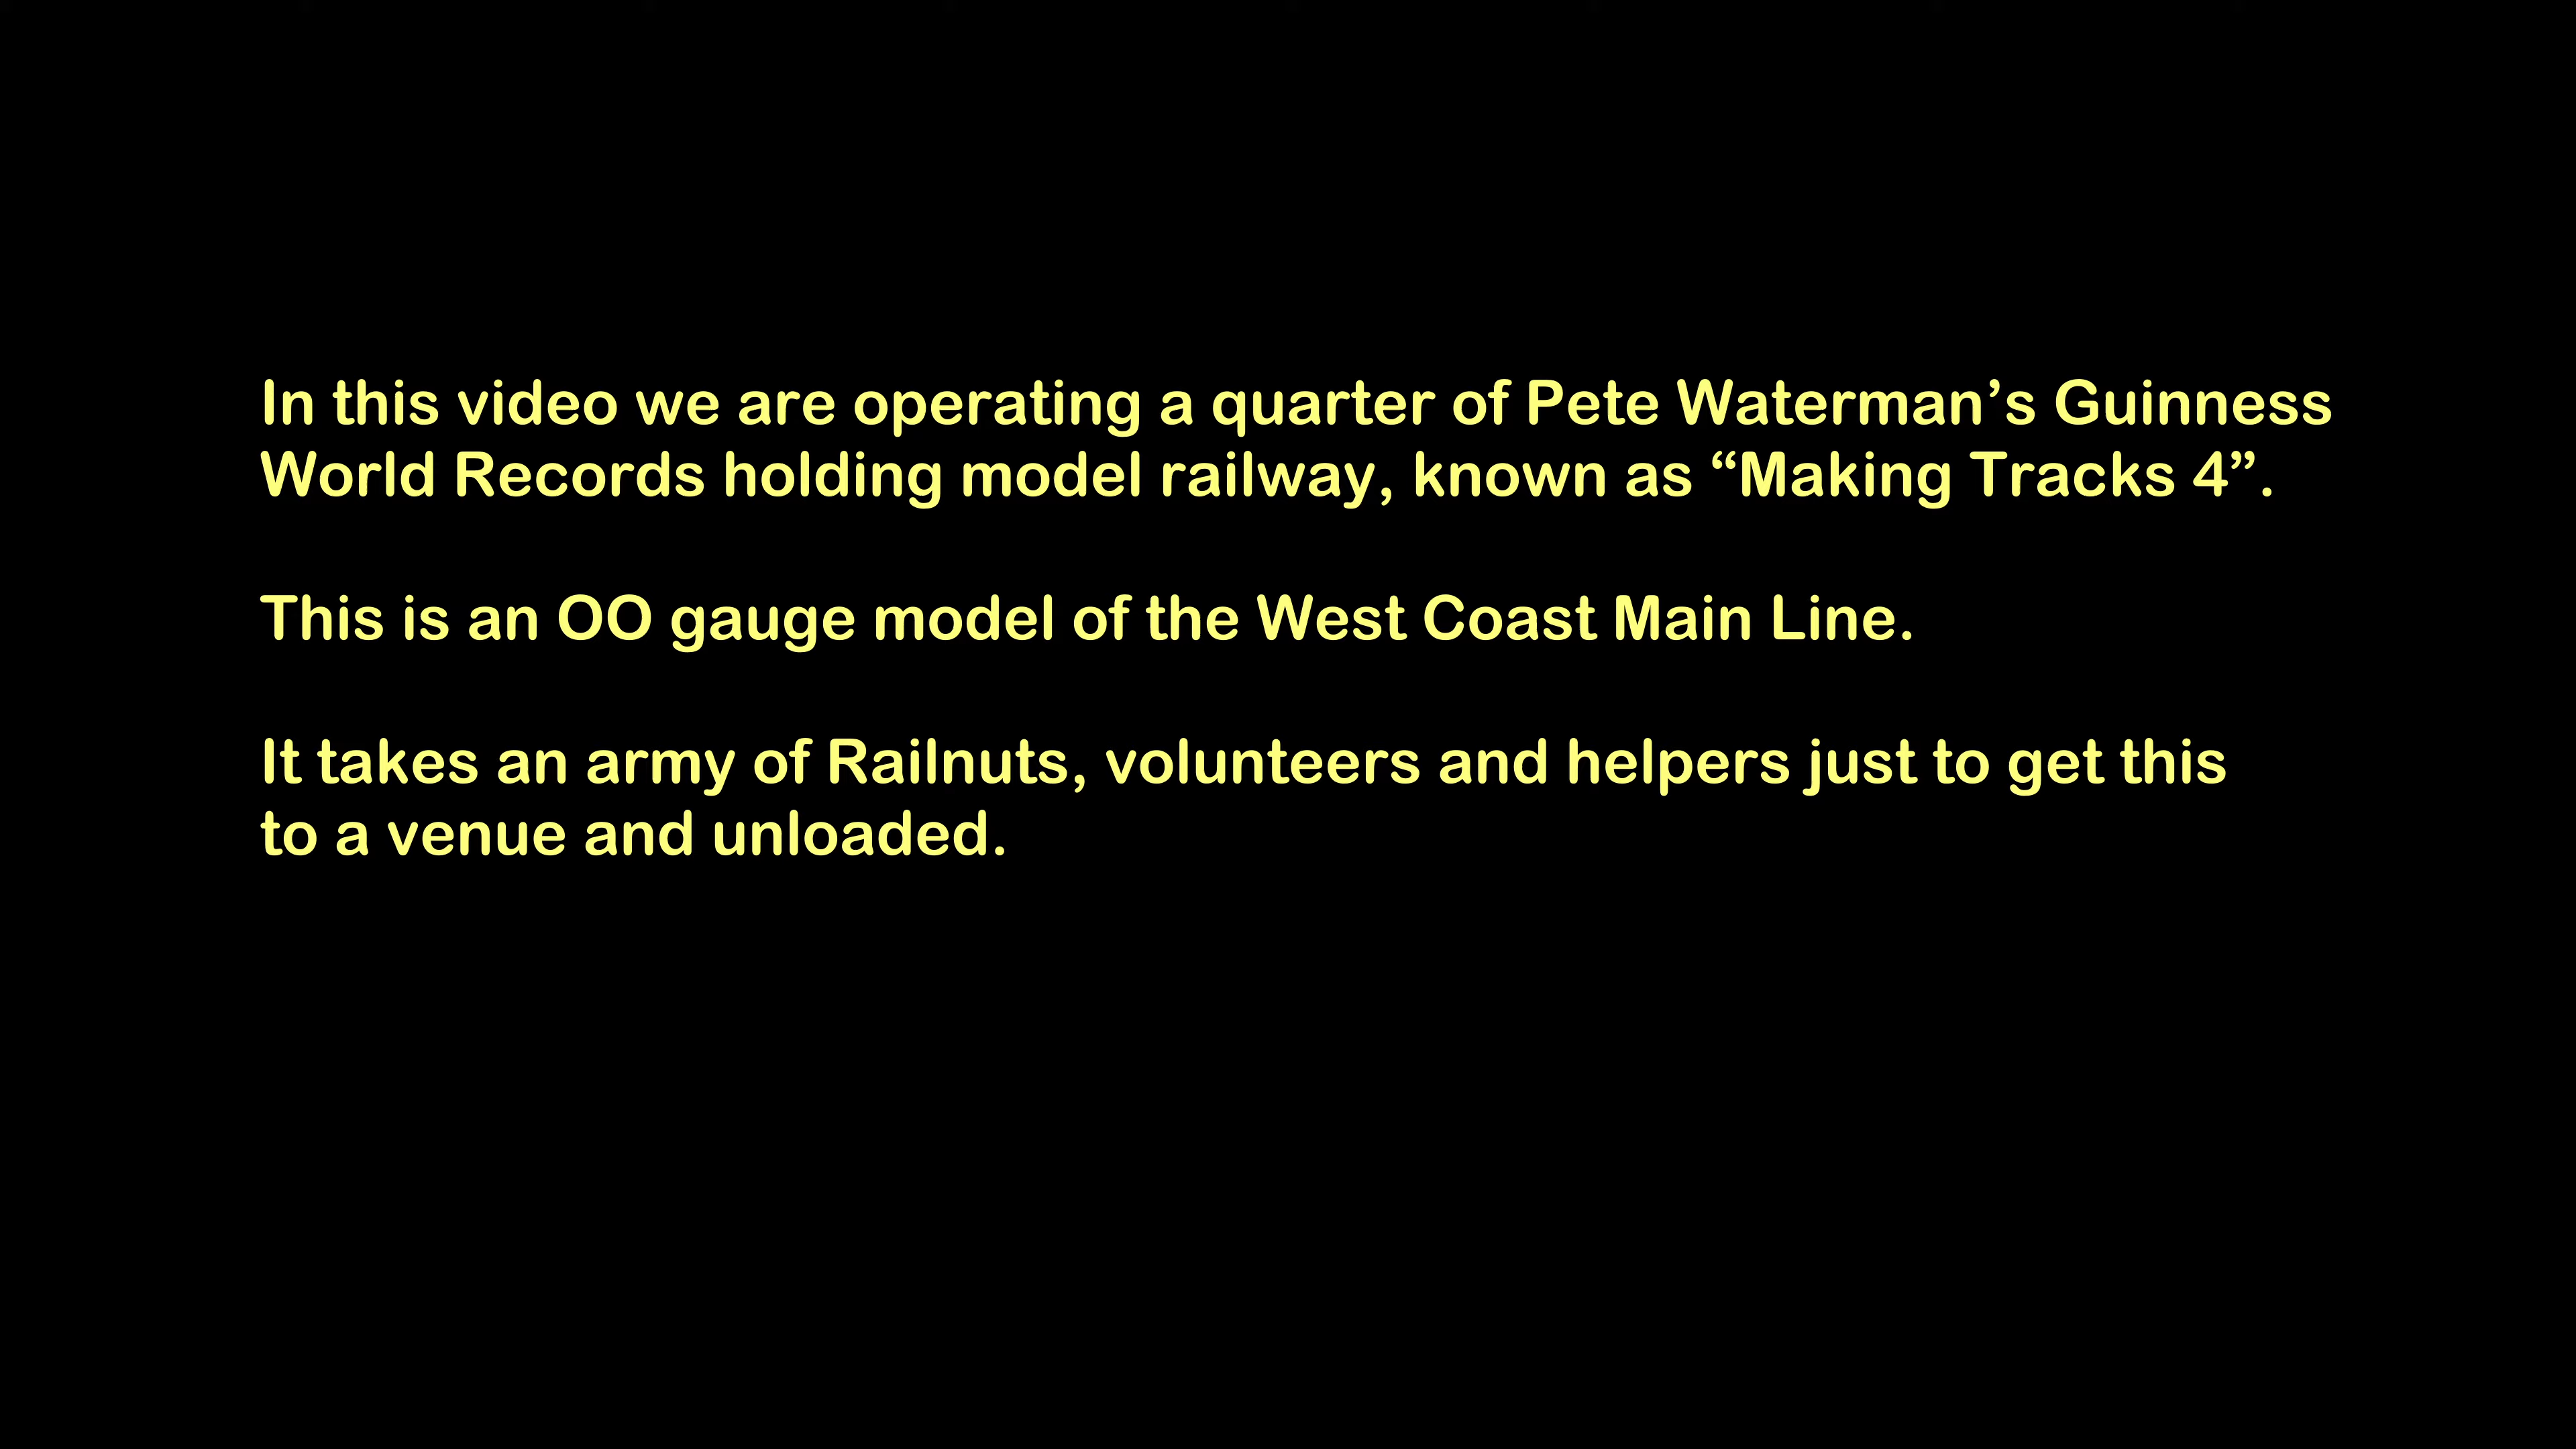 In this video we are operating a quarter of Pete Waterman’s Guinness
World Records holding model railway, known as “Making Tracks 4”.
This is an OO gauge model of the West Coast Main Line.
It takes an army of Railnuts, volunteers and helpers just to get this
to a venue and unloaded.